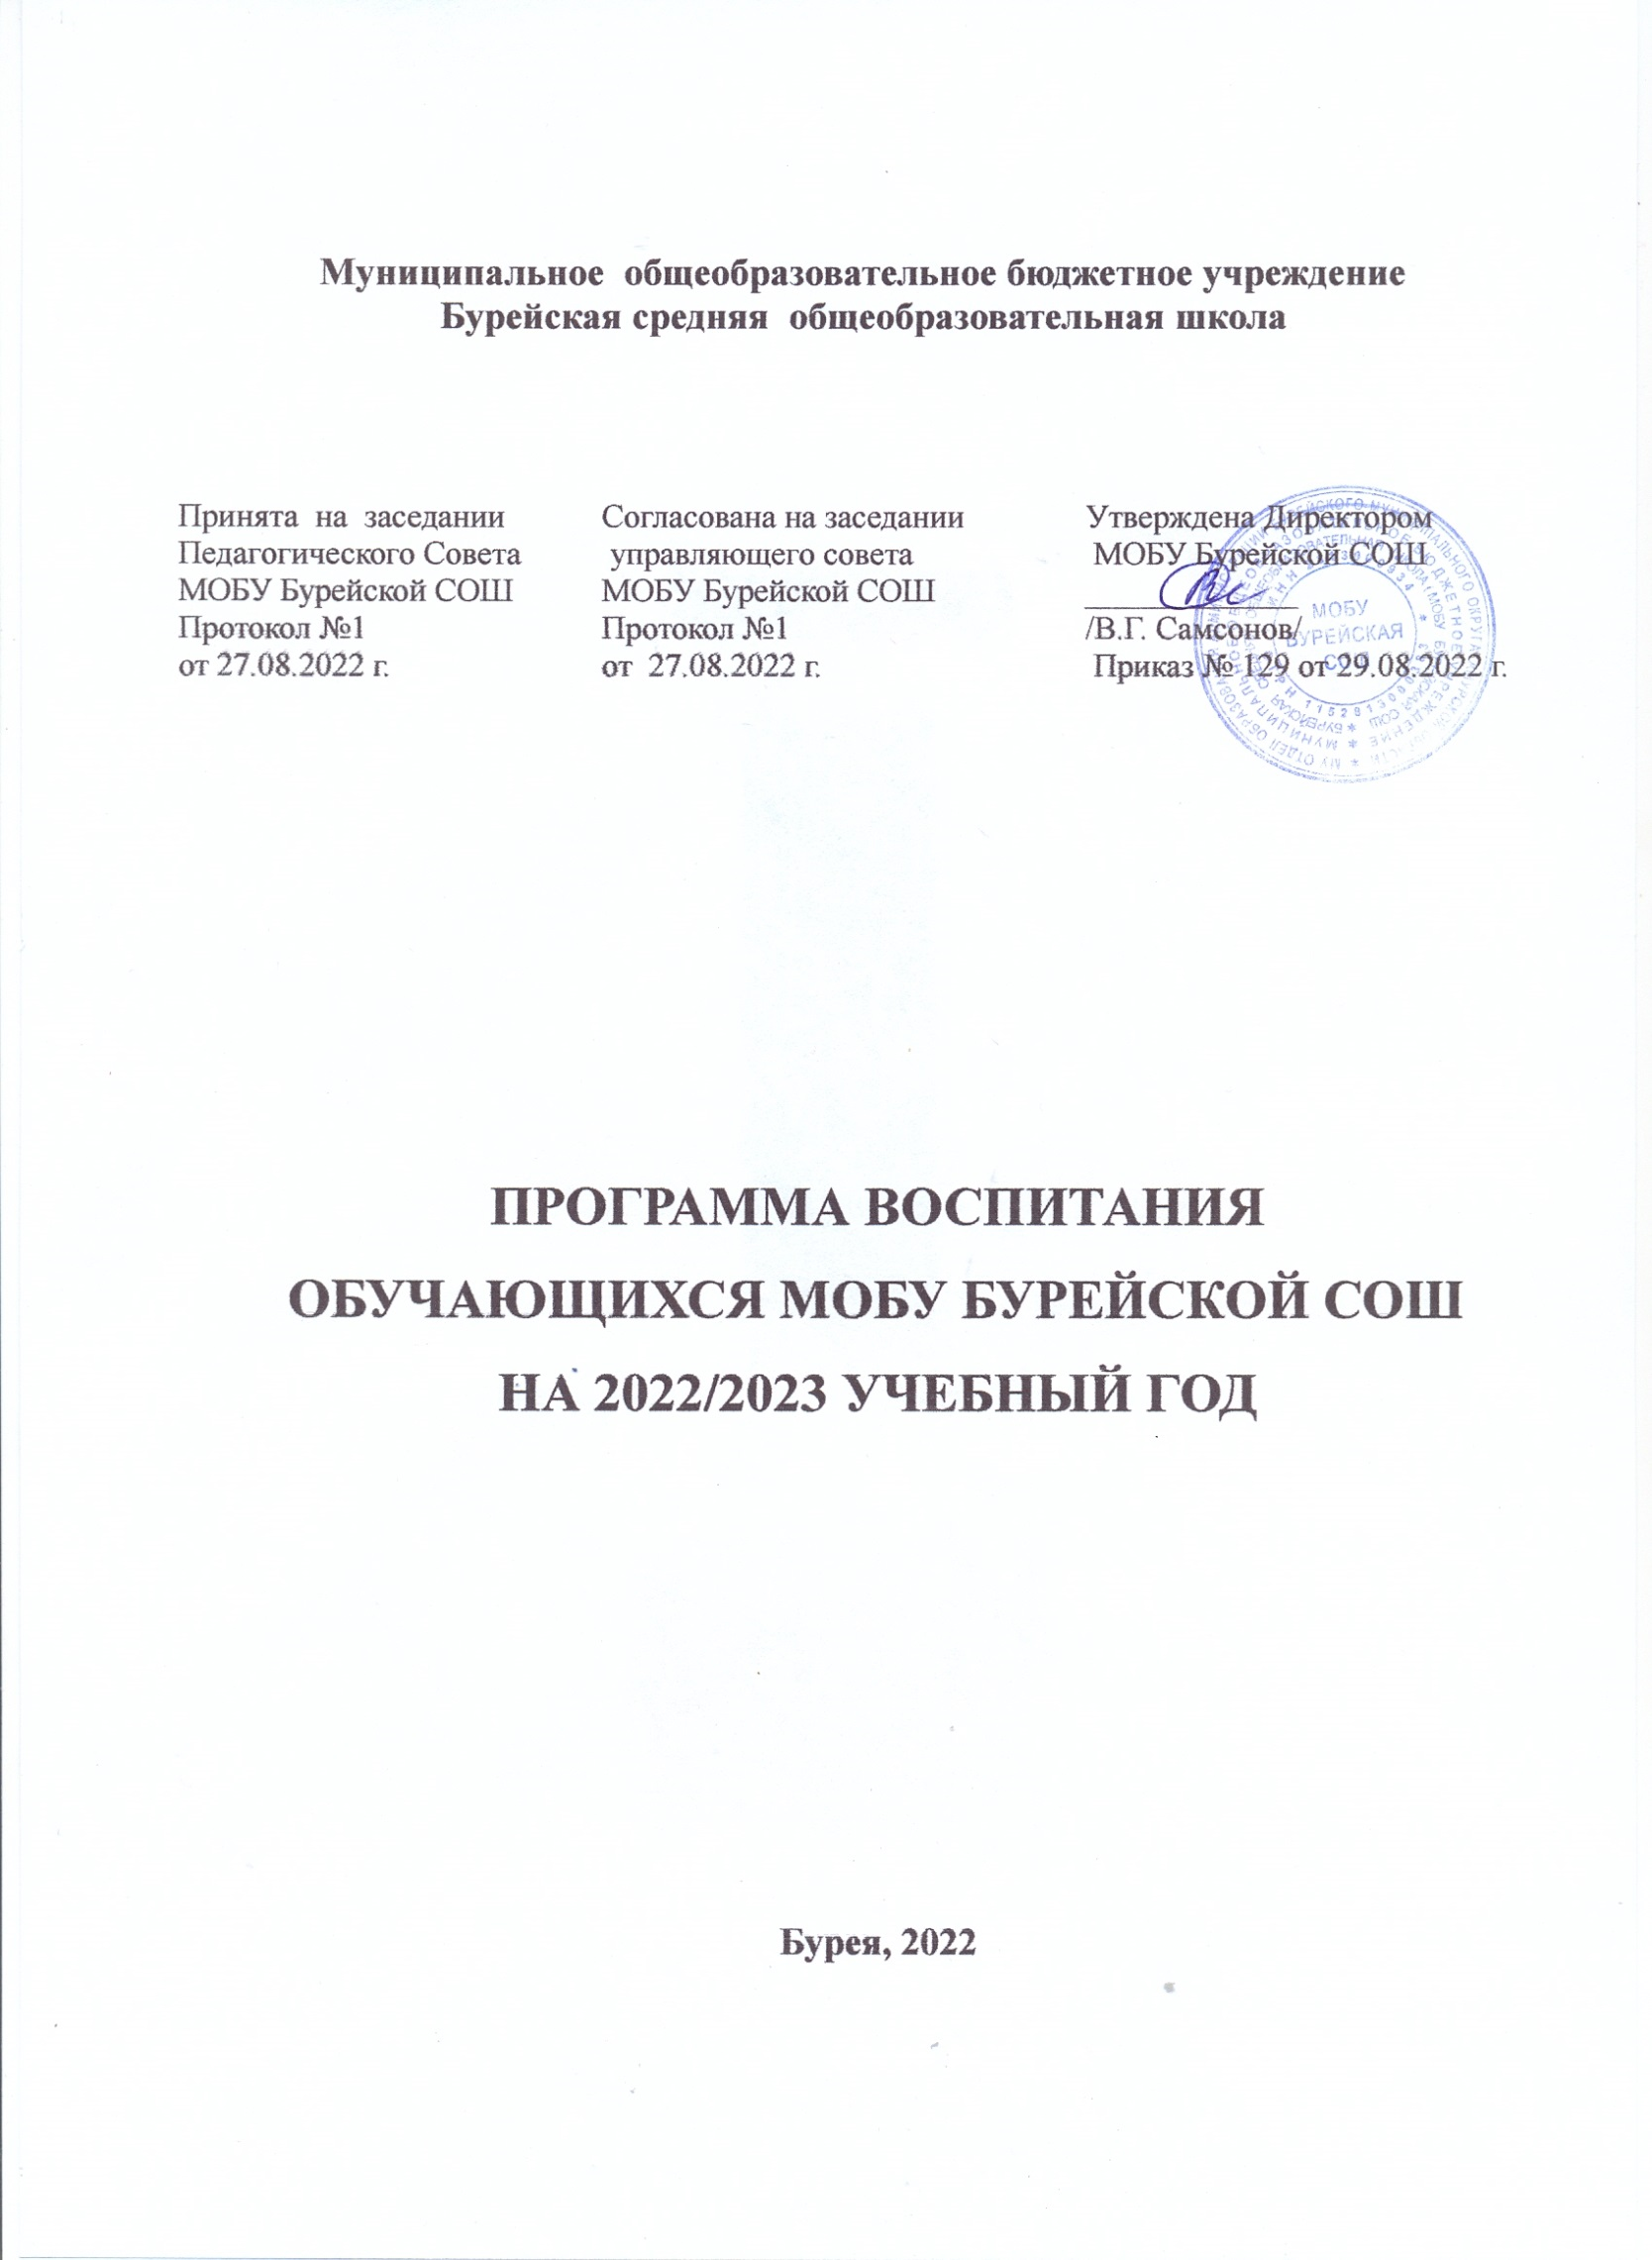 Муниципальное общеобразовательное бюджетное учреждение
Бурейская средняя общеобразовательная школа
Принята на заседании
Педагогического Совета
МОБУ Бурейской СОШ
Протокол №1
от 27.08.2022 г.
Согласована на заседании
управляющего совета
МОБУ Бурейской СОШ
Протокол №1
от 27.08.2022 г.
Утверждена Директором
МОБУ Бурейской СОШ
/В.Г. Самсонов/
Приказ № 129 от 29.08.2022 г.
МОБУ
БУРЕЙСКАЯ
СОШ
ПРОГРАММА ВОСПИТАНИЯ
ОБУЧАЮЩИХСЯ МОБУ БУРЕЙСКОЙ СОШ
НА 2022/2023 УЧЕБНЫЙ ГОД
Бурея, 2022